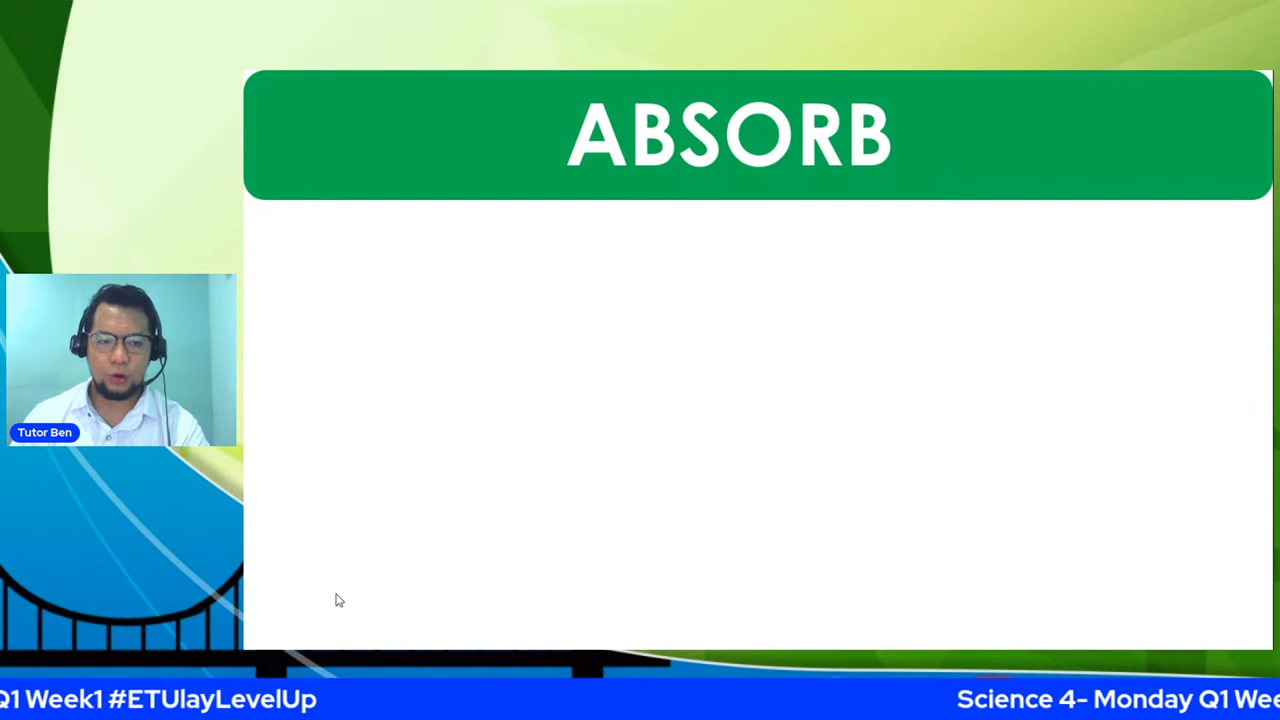 ABSORB
Tutor Ben
Q1 Week1 #ETUlayLevelUp
Science 4- Monday Q1 Wee